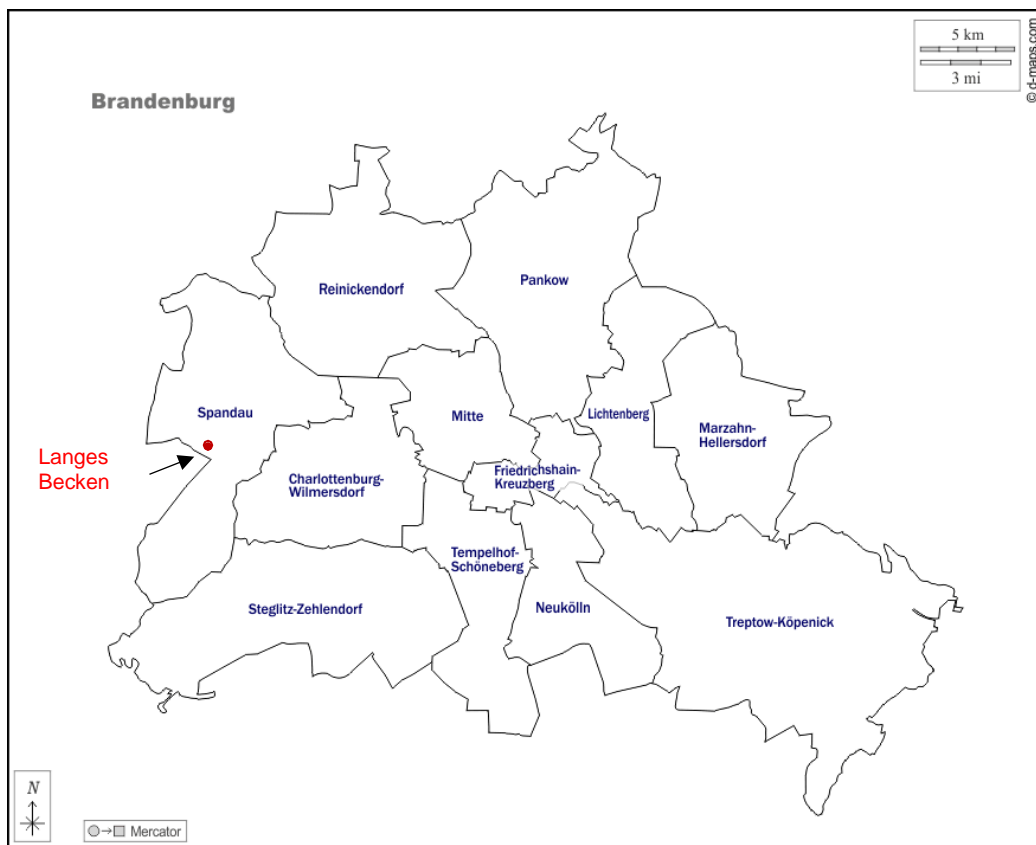 5 km
3 mi
© d-maps.com
Brandenburg
Pankow
Reinickendorf
Spandau
Mitte
Lichtenberg
Marzahn-
Hellersdorf
Langes
Becken
Charlottenburg-
Wilmersdorf
Friedrichshain-
Kreuzberg
Tempelhof-
Schöneberg
Steglitz-Zehlendorf
Neukölln
Treptow-Köpenick
N
Mercator